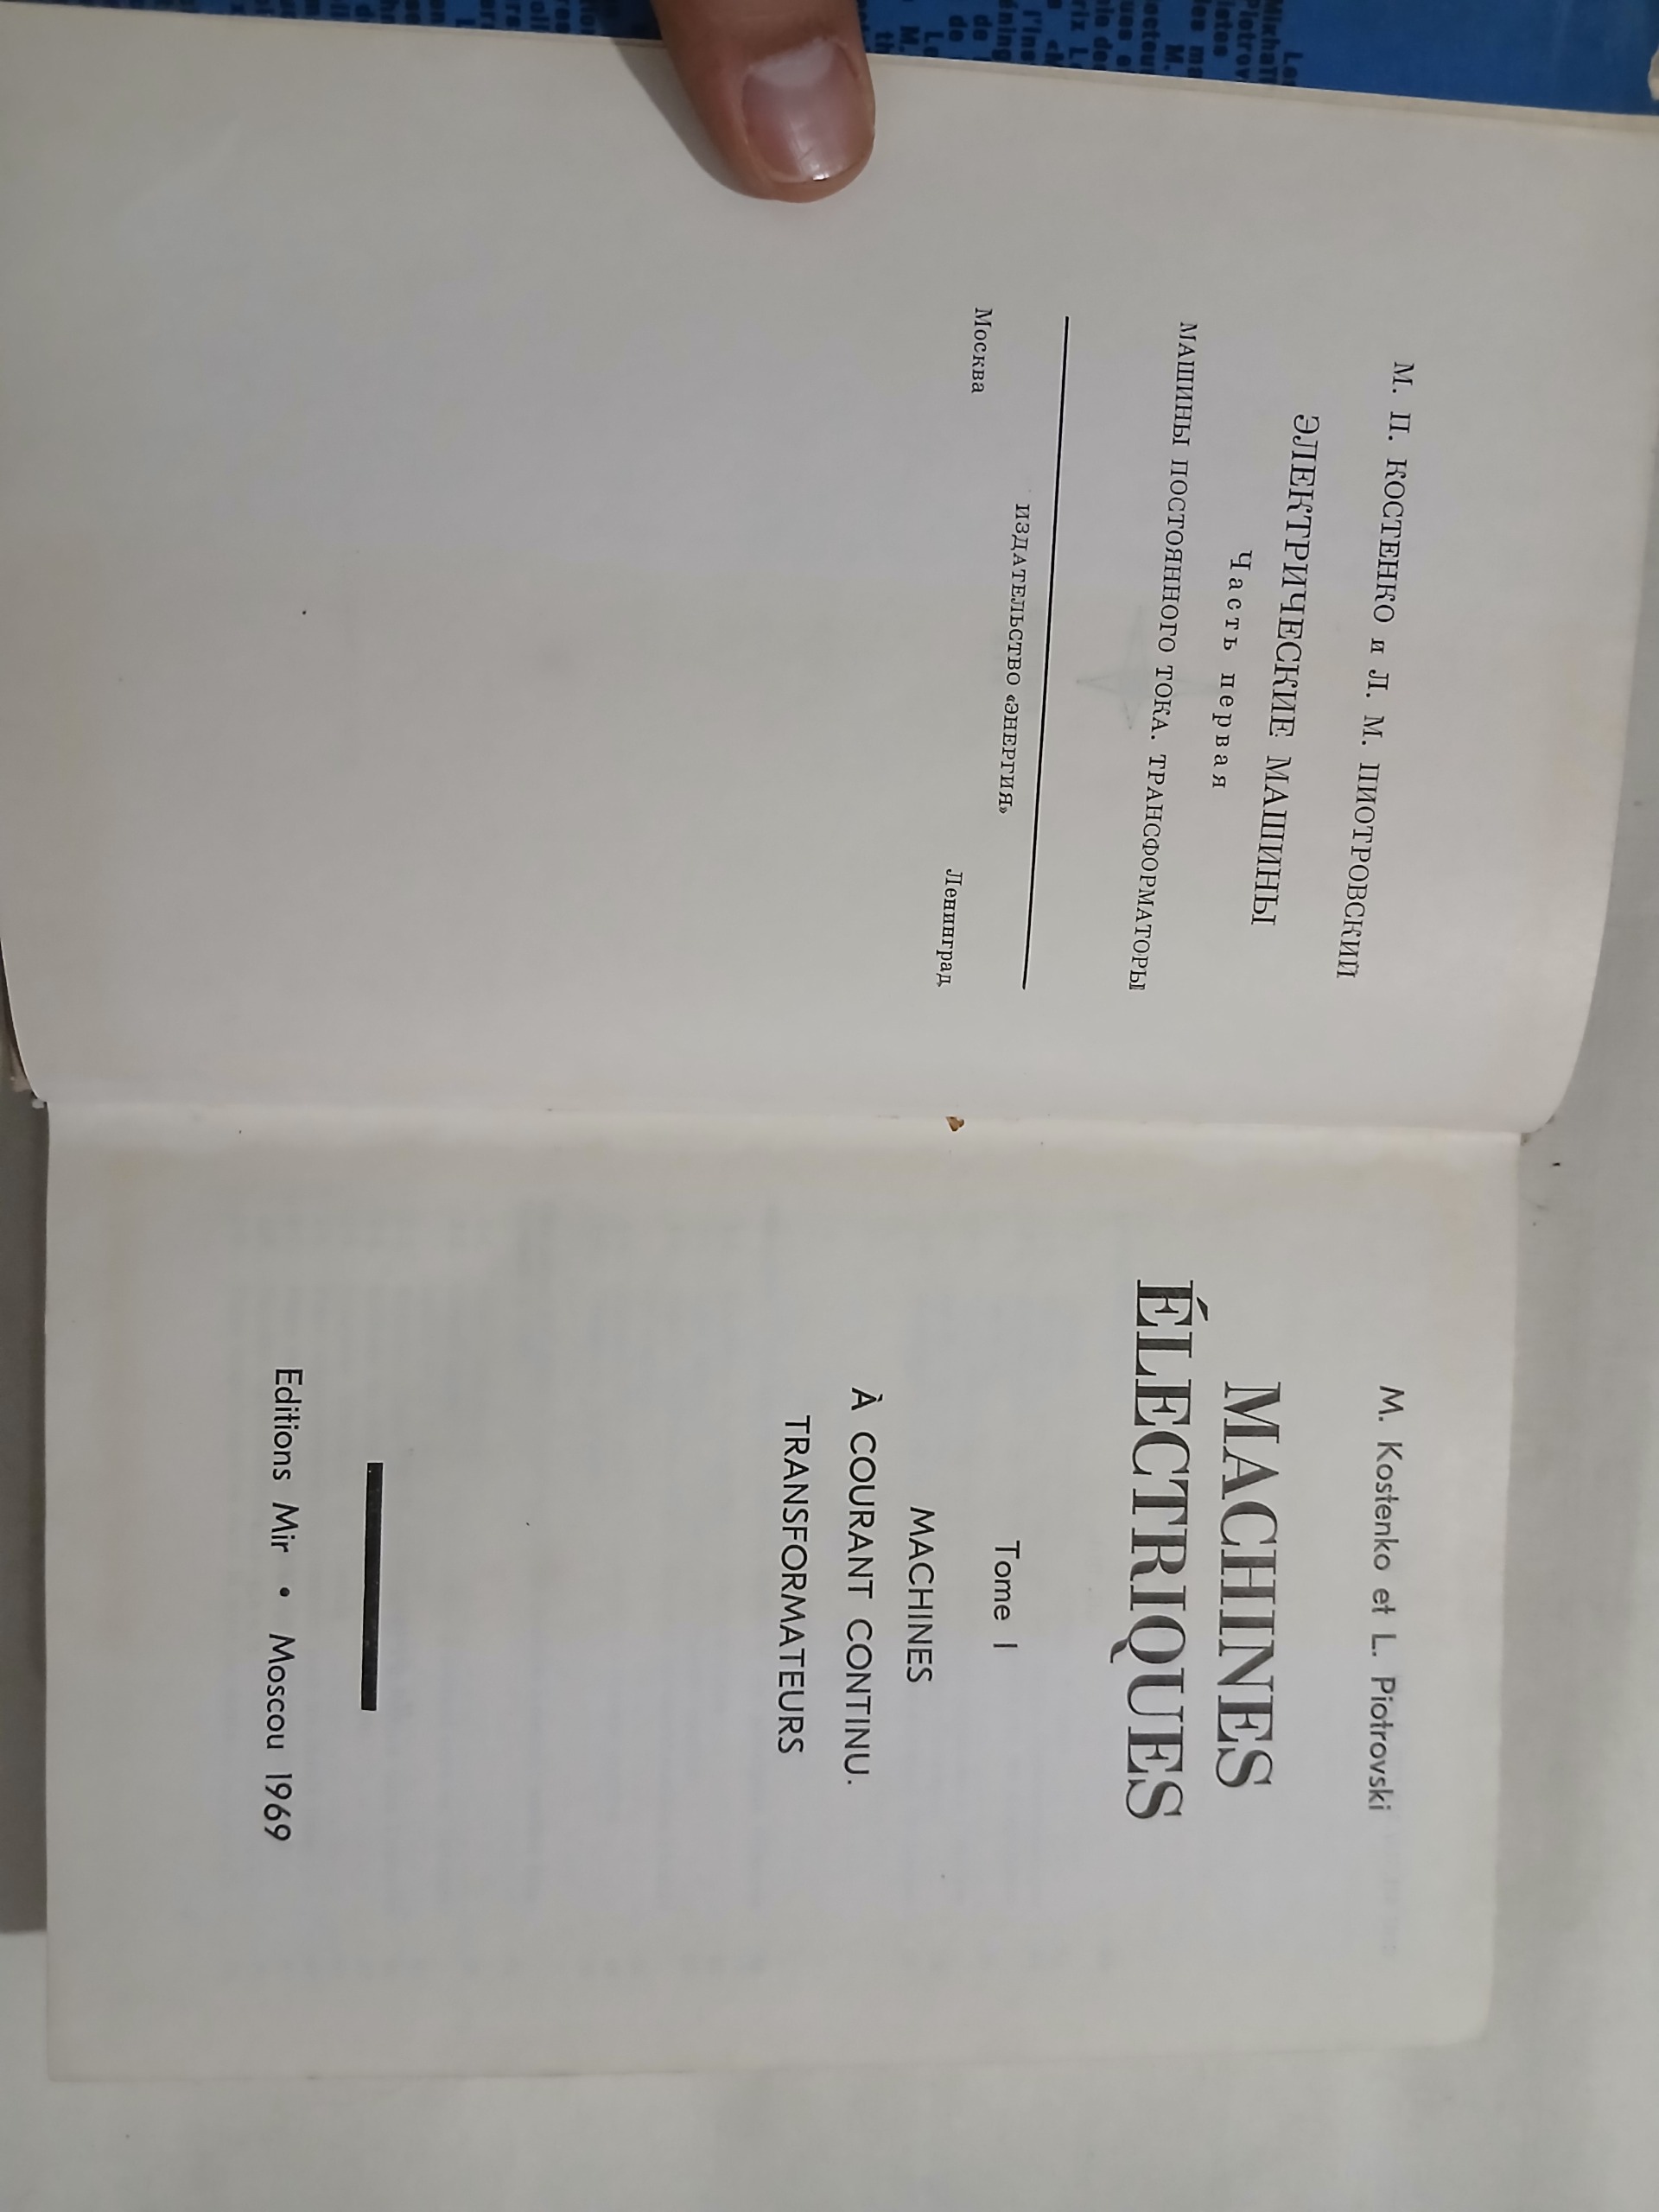 М. П. КОСТЕНКО и Л. М. ПИОТРОВСКИЙ
ЭЛЕКТРИЧЕСКИЕ МАШИНЫ
Часть первая
МАШИНЫ ПОСТОЯННОГО ТОКА. ТРАНСФОРМАТОРЫ
ИЗДАТЕЛЬСТВО «ЭНЕРГИЯ»
Москва Ленинград
M. Kostenko et L. Piotrovski
MACHINES
ÉLECTRIQUES
Tome I
MACHINES
À COURANT CONTINU.
TRANSFORMATEURS
Editions Mir • Moscou 1969